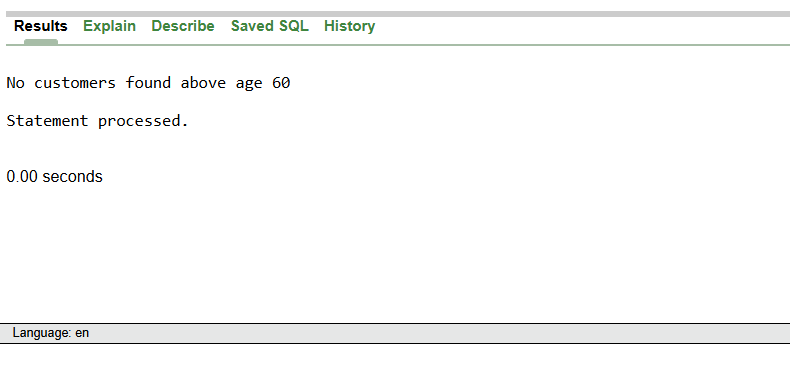 Results Explain Describe Saved SQL History
No customers found above age 60
Statement processed.
0.00 seconds
Language: en